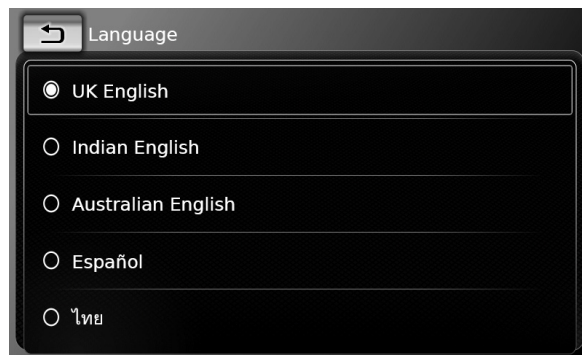 Language
UK English
Indian English
Australian English
Español
ไทย